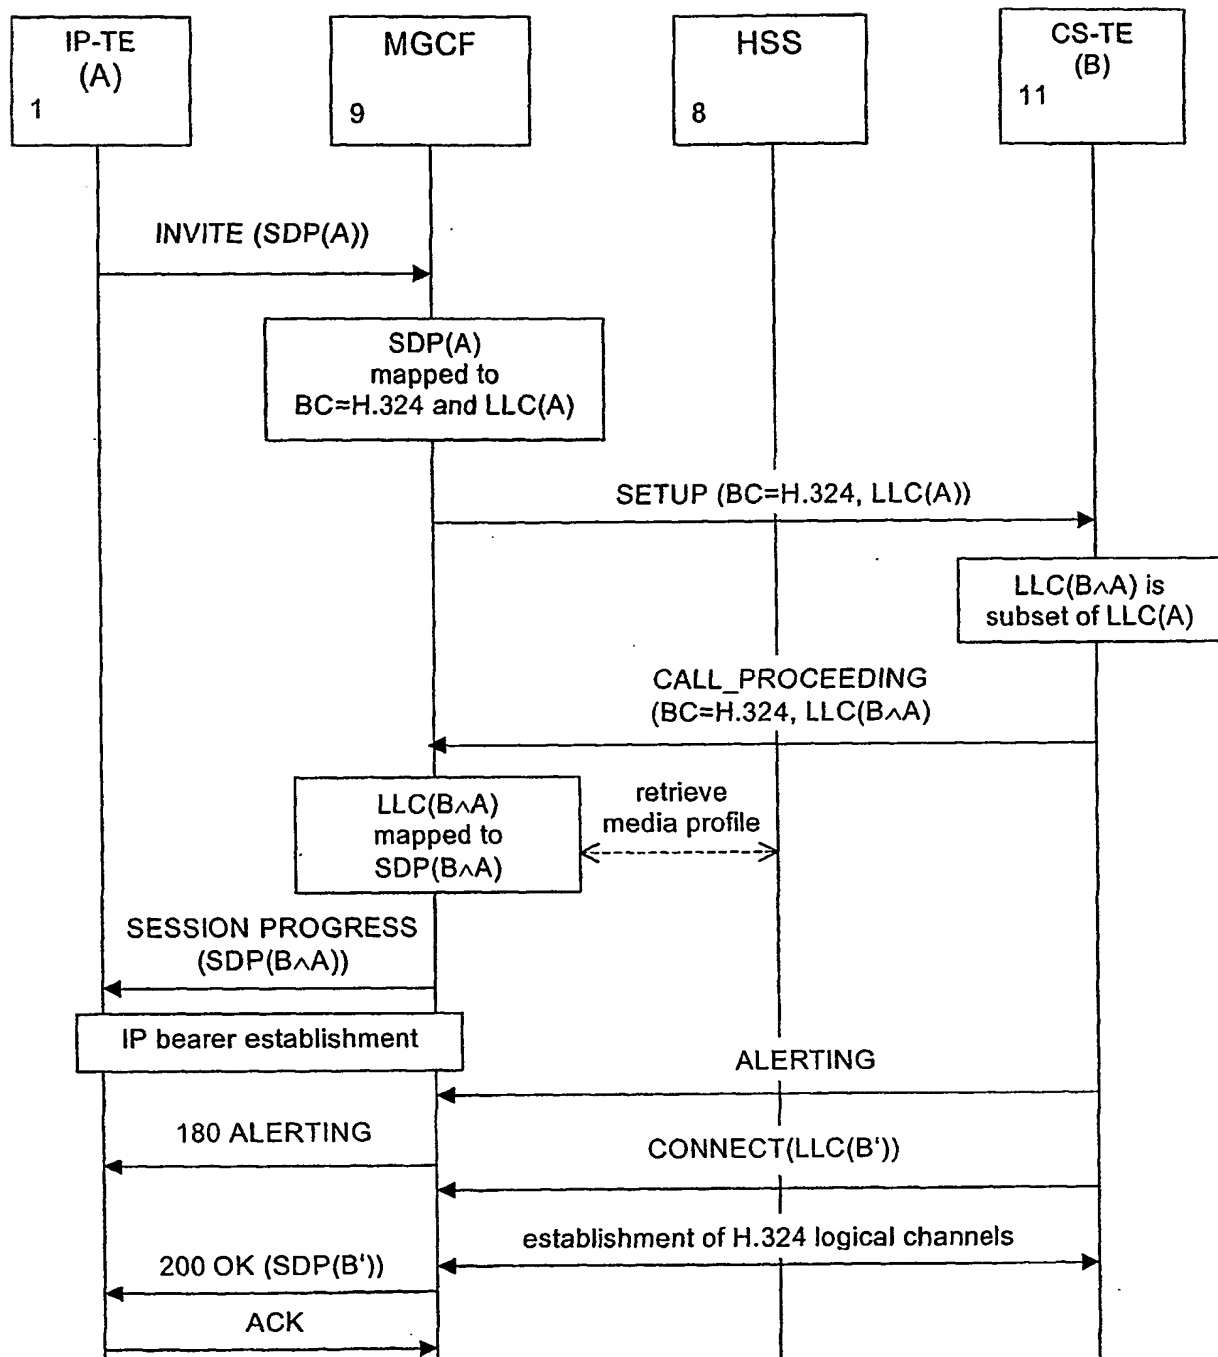 IP-TE
(A)
1
MGCF
9
HSS
8
CS-TE
(B)
11
INVITE (SDP(A))
SDP(A)
mapped to
BC=H.324 and LLC(A)
SETUP (BC=H.324, LLC(A))
LLC(B∧A) is
subset of LLC(A)
CALL_PROCEEDING
(BC=H.324, LLC(B∧A)
LLC(B∧A)
mapped to
SDP(B∧A)
retrieve
media profile
SESSION PROGRESS
(SDP(B∧A))
IP bearer establishment
ALERTING
180 ALERTING
CONNECT(LLC(B'))
establishment of H.324 logical channels
200 OK (SDP(B'))
ACK